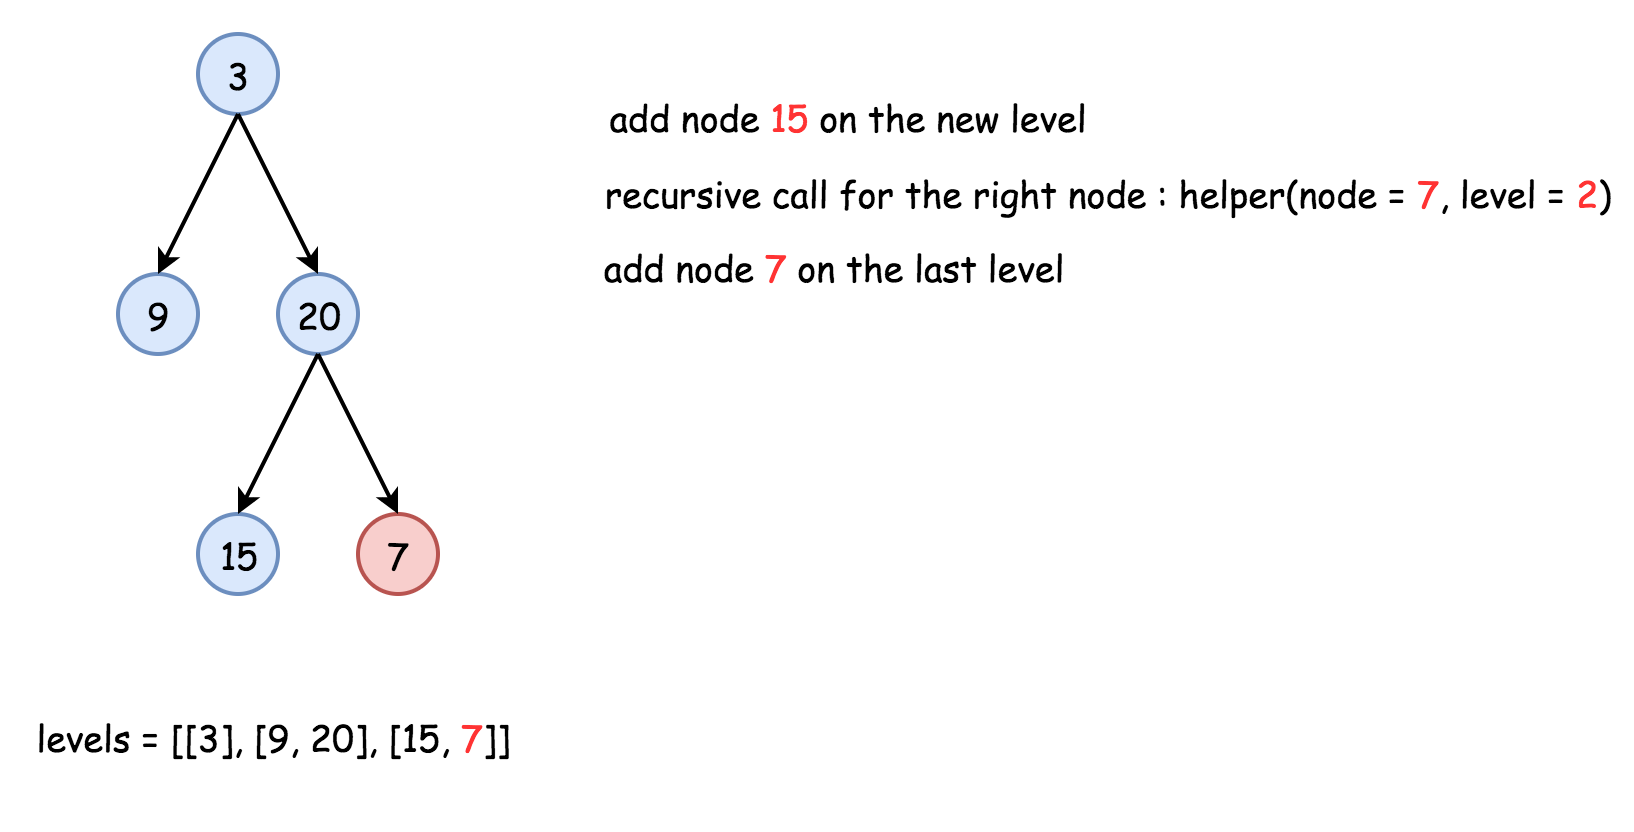 3
add node 15 on the new level
recursive call for the right node : helper(node = 7, level = 2)
add node 7 on the last level
9 20
15 7
levels = [[3], [9, 20], [15, 7]]